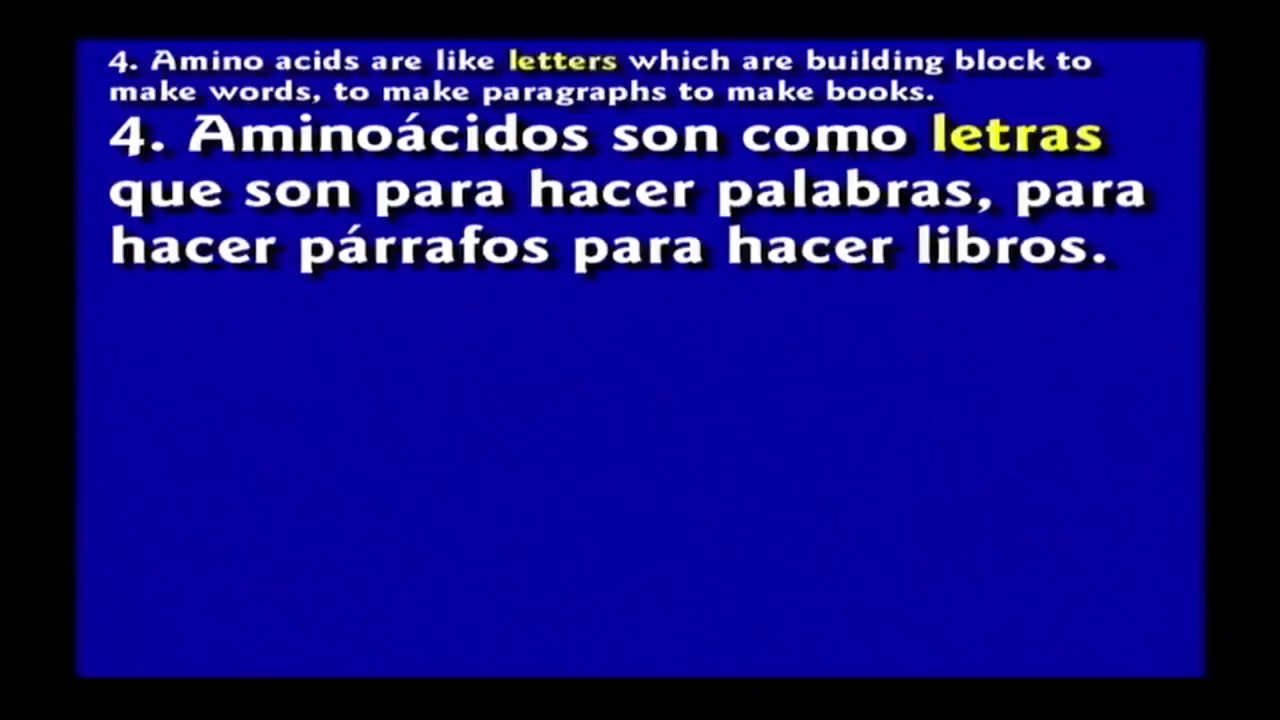 4. Amino acids are like letters which are building block to
make words, to make paragraphs to make books.
4. Aminoácidos son como letras
que son para hacer palabras, para
hacer párrafos para hacer libros.